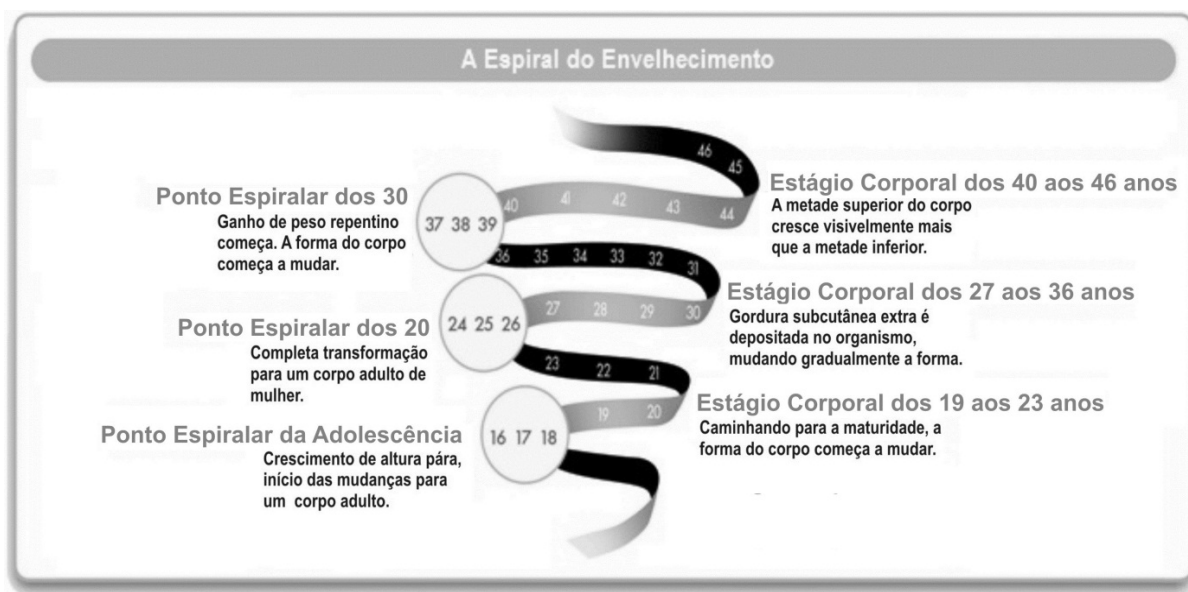 A Espiral do Envelhecimento
46
45
Ponto Espiralar dos 30
Ganho de peso repentino
começa. A forma do corpo
começa a mudar.
37 38 39
40 41 42 43 44
Estágio Corporal dos 40 aos 46 anos
A metade superior do corpo
cresce visivelmente mais
que a metade inferior.
36 35 34 33 32 31
Ponto Espiralar dos 20
Completa transformação
para um corpo adulto de
mulher.
24 25 26
27 28 29 30
Estágio Corporal dos 27 aos 36 anos
Gordura subcutânea extra é
depositada no organismo,
mudando gradualmente a forma.
23 22 21
Ponto Espiralar da Adolescência
Crescimento de altura pára,
início das mudanças para
um corpo adulto.
16 17 18
19 20
Estágio Corporal dos 19 aos 23 anos
Caminhando para a maturidade, a
forma do corpo começa a mudar.